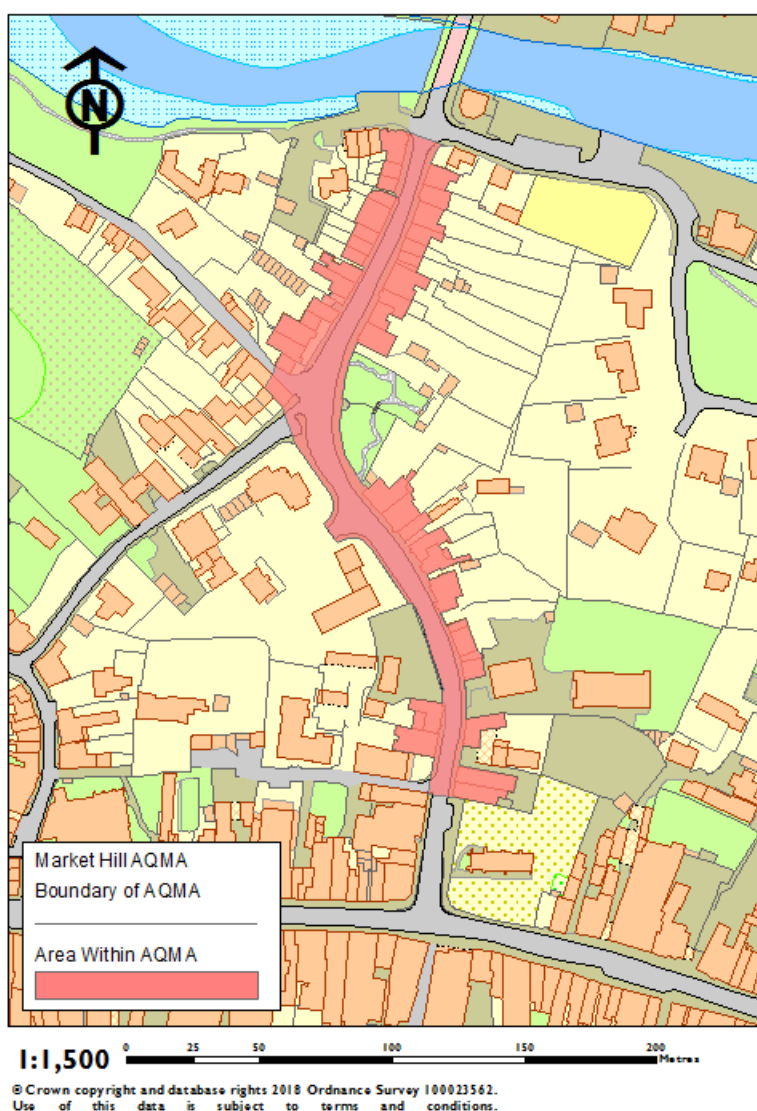 N
Market Hill AQMA
Boundary of AQMA
Area Within AQMA
1:1,500
0 25 50 100 150 200
Metres
© Crown copyright and database rights 2018 Ordnance Survey 100023562.
Use of this data is subject to terms and conditions.